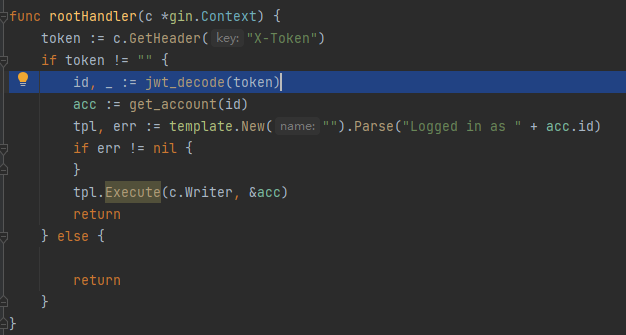 func rootHandler(c *gin.Context) {
    token := c.GetHeader( key: "X-Token")
    if token != "" {
        id, _ := jwt_decode(token)
        acc := get_account(id)
        tpl, err := template.New( name: "").Parse("Logged in as " + acc.id)
        if err != nil {
        }
        tpl.Execute(c.Writer, &acc)
        return
    } else {
        return
    }
}